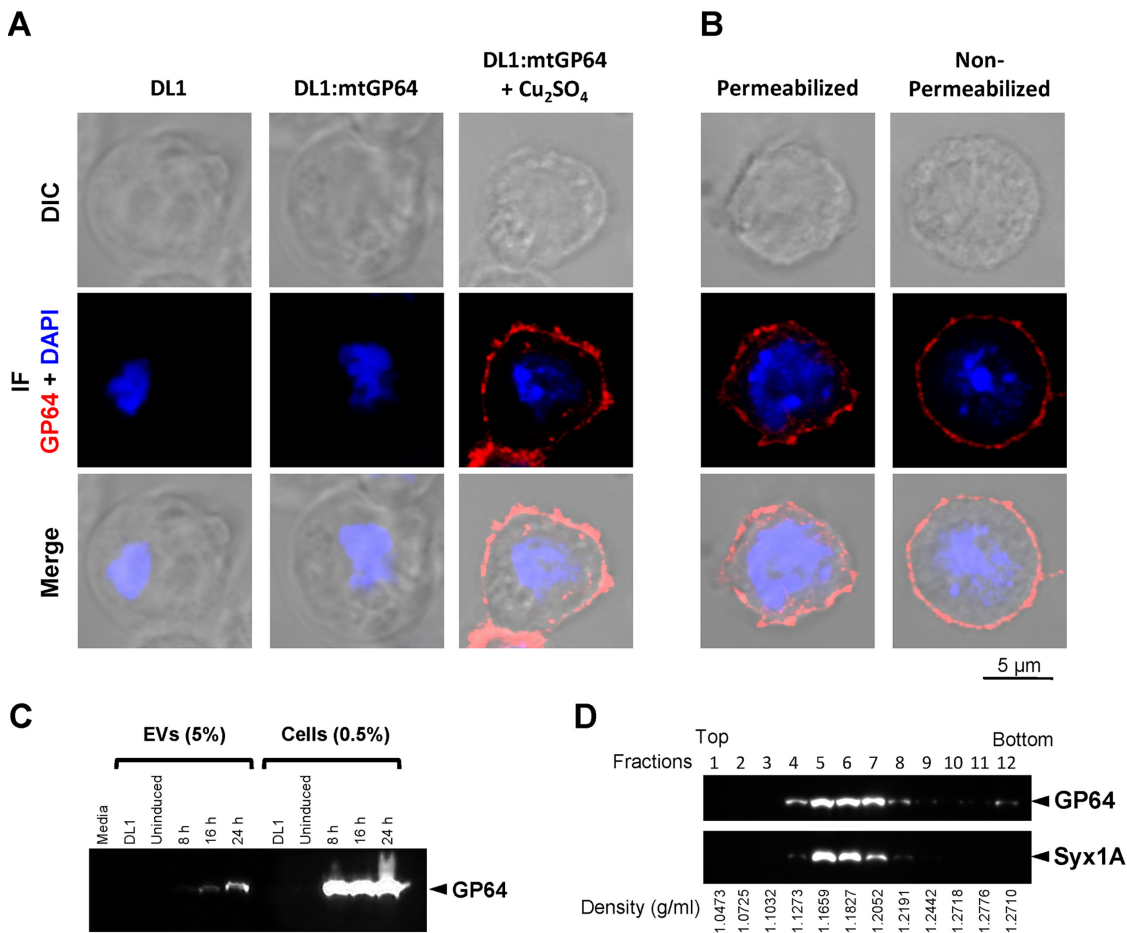 A
DL1
DL1:mtGP64
DL1:mtGP64
+ Cu2SO4
DIC
IF
GP64 + DAPI
Merge
B
Permeabilized
Non-
Permeabilized
5 µm
C
EVs (5%)
Cells (0.5%)
Media
DL1
Uninduced
8 h
16 h
24 h
DL1
Uninduced
8 h
16 h
24 h
GP64
D
Top
Bottom
Fractions 1 2 3 4 5 6 7 8 9 10 11 12
GP64
Syx1A
Density (g/ml) 1.0473 1.0725 1.1032 1.1273 1.1659 1.1827 1.2052 1.2191 1.2442 1.2718 1.2776 1.2710